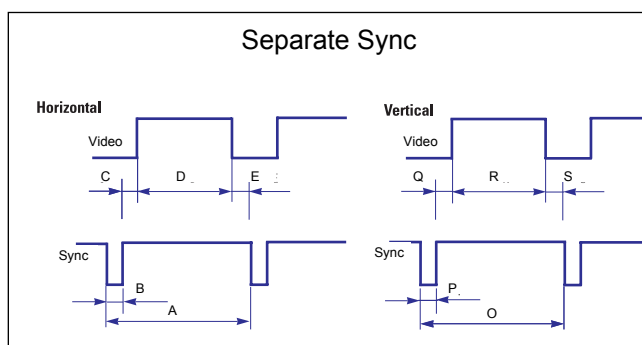 Separate Sync
Horizontal
Vertical
Video
Video
C D E
Q R S
Sync
Sync
B
P
A
O